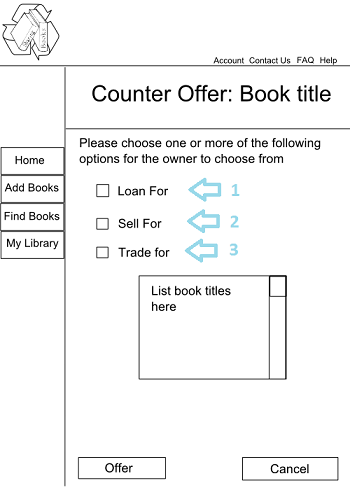 Account Contact Us FAQ Help
Counter Offer: Book title
Home
Add Books
Find Books
My Library
Please choose one or more of the following
options for the owner to choose from
Loan For 1
Sell For 2
Trade for 3
List book titles
here
Offer Cancel